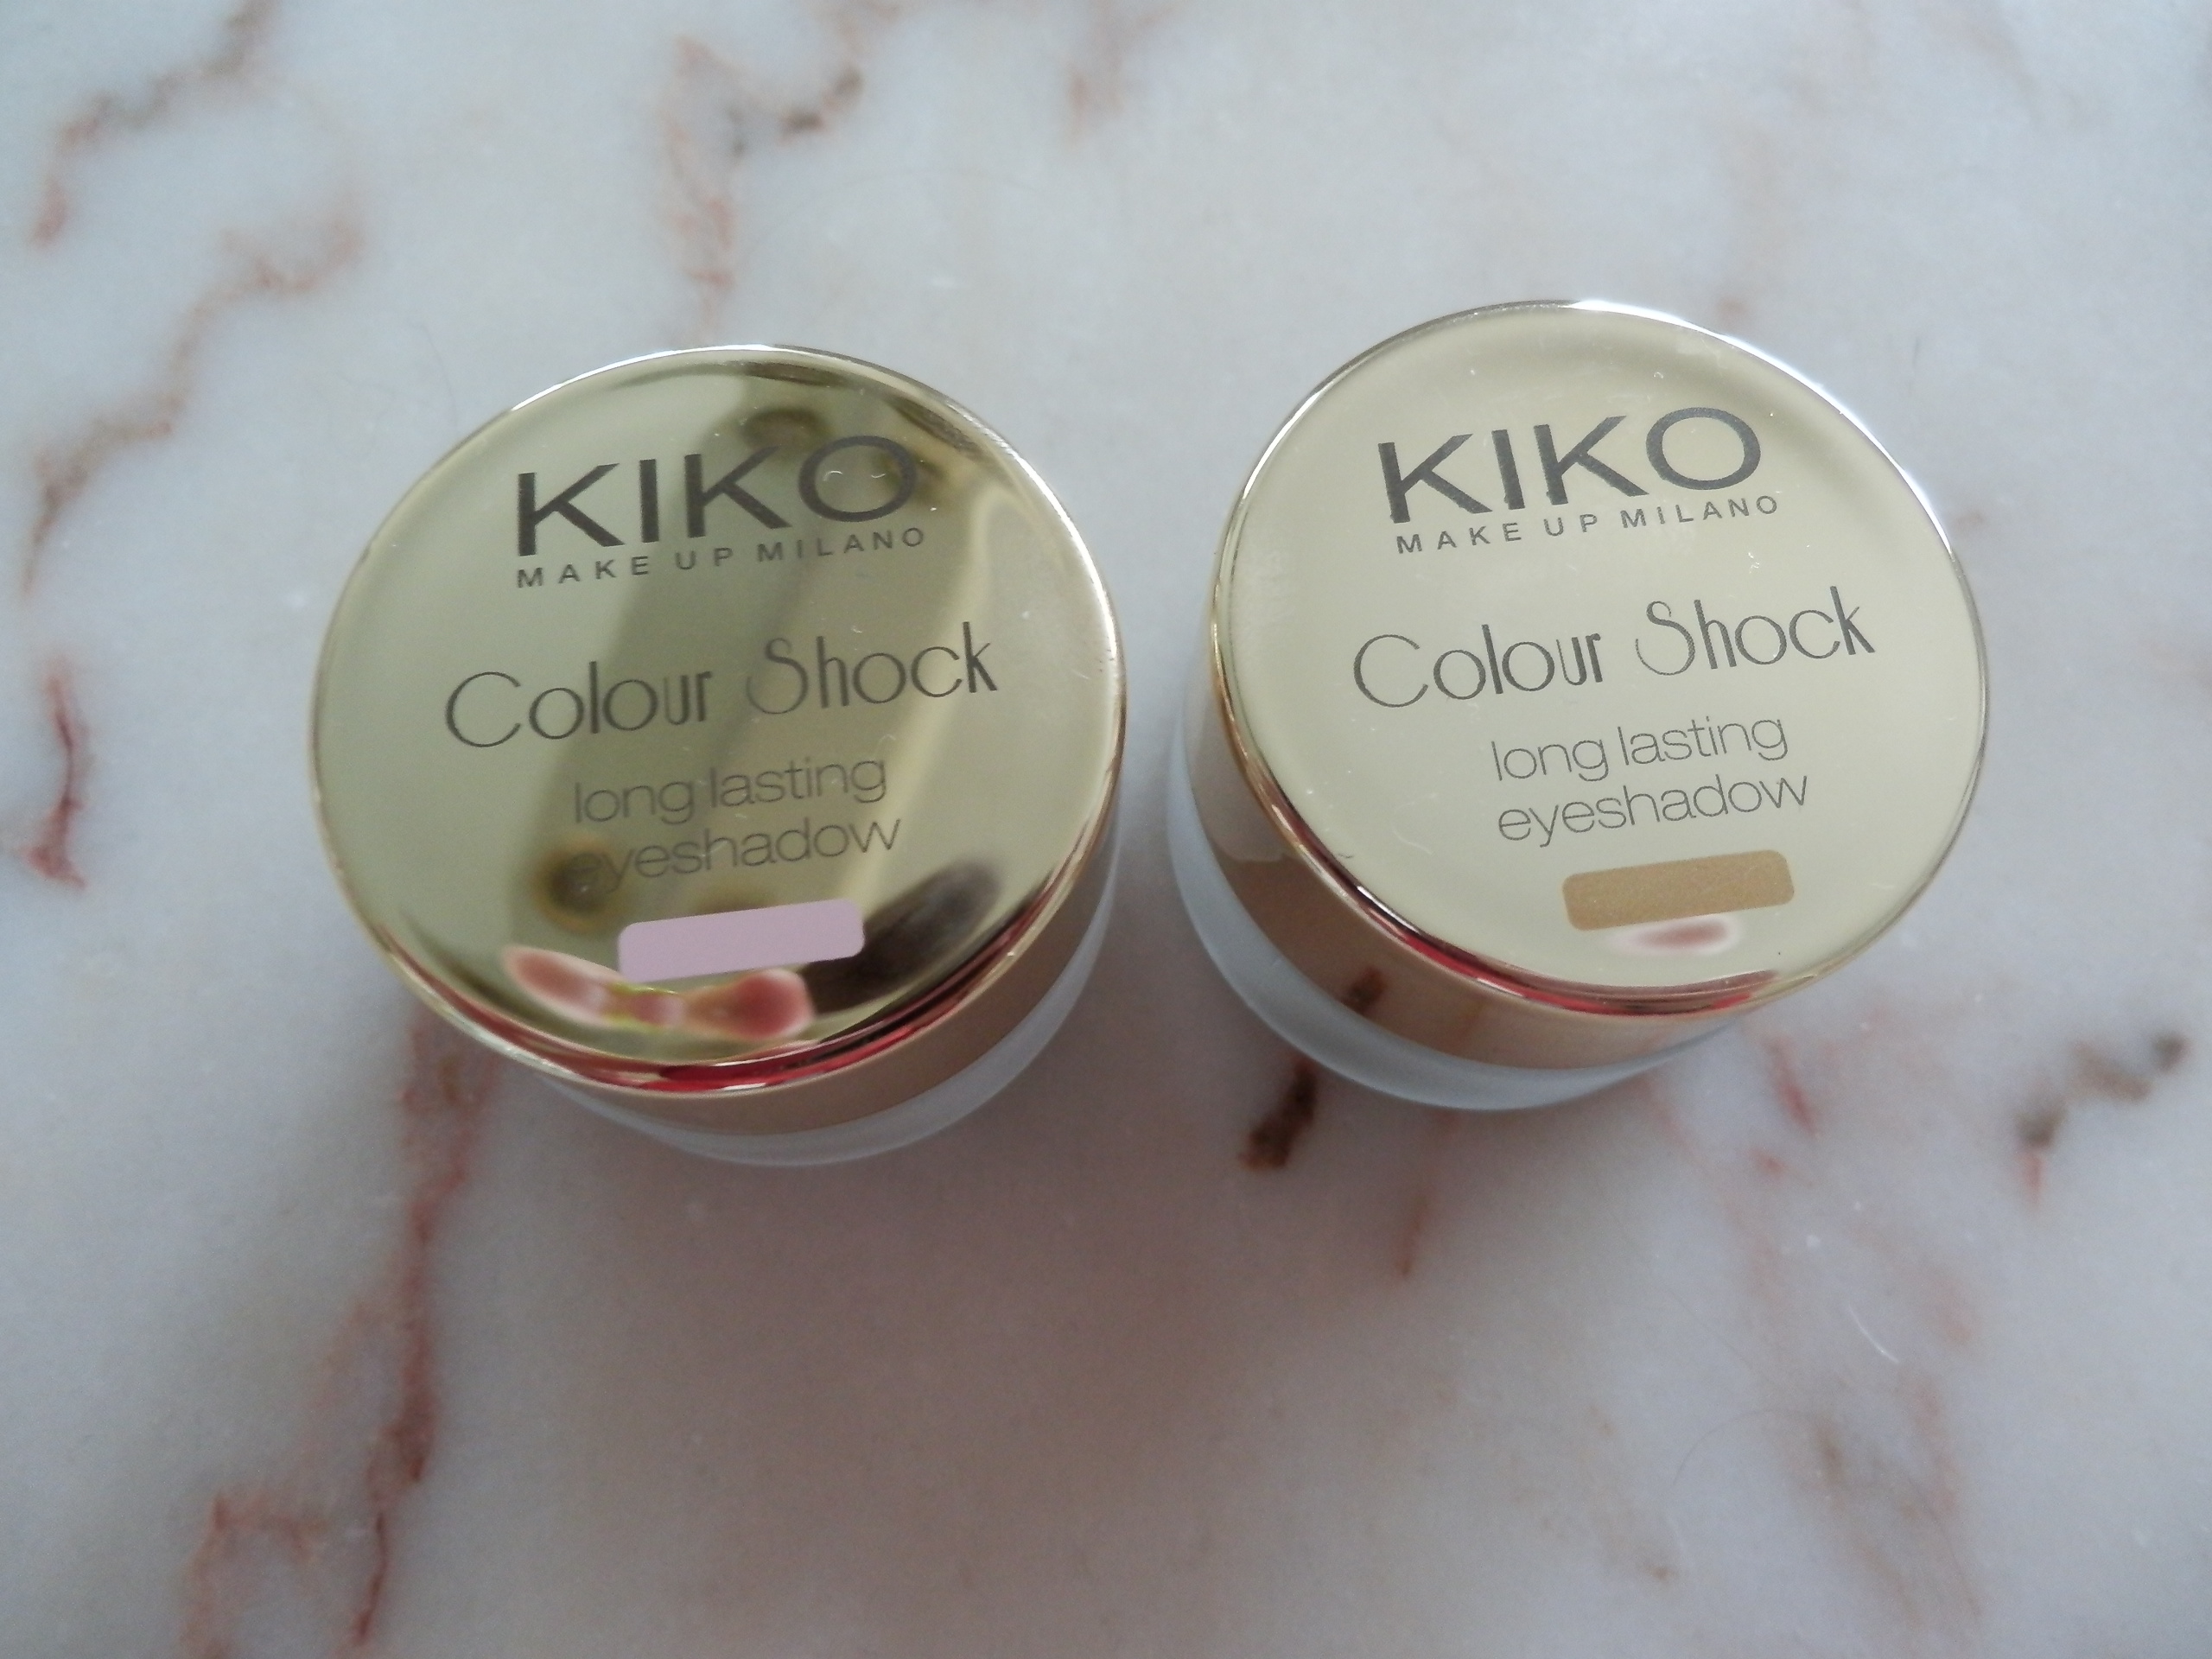 KIKO
MAKE UP MILANO
Colour Shock
long lasting
eyeshadow
KIKO
MAKE UP MILANO
Colour Shock
long lasting
eyeshadow